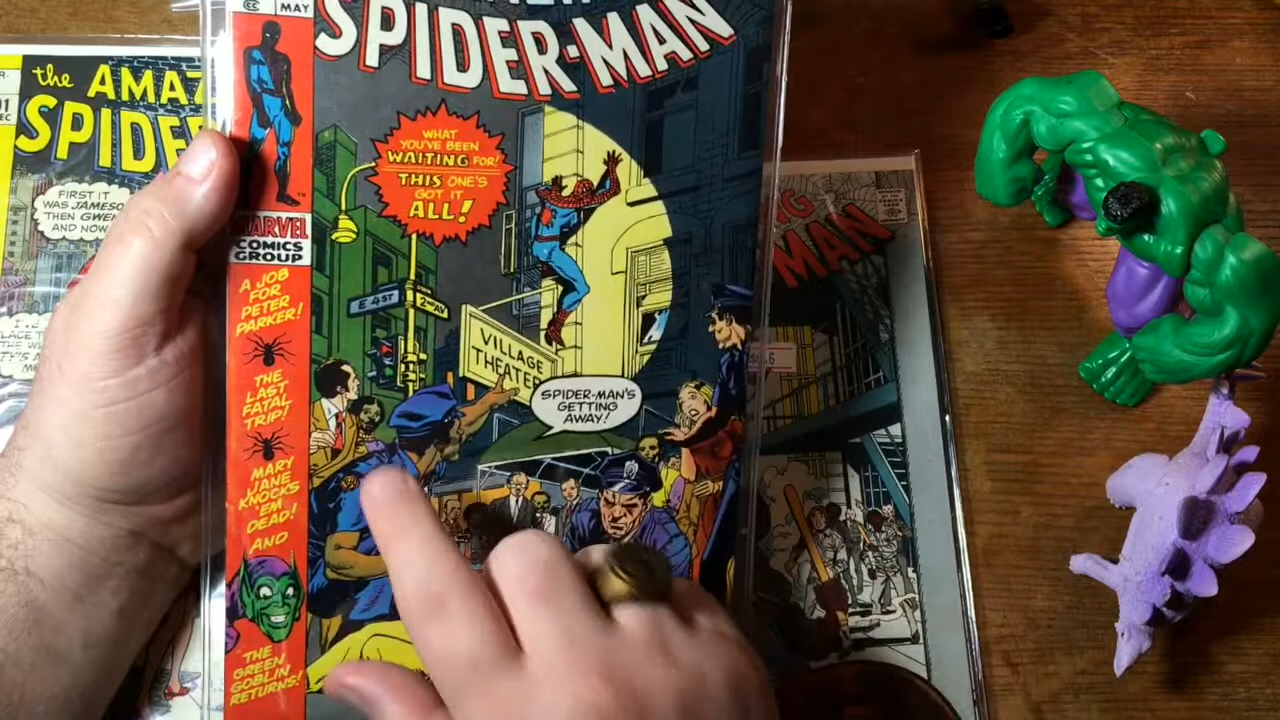 MAY
SPIDER-MAN
MARVEL
COMICS
GROUP
A JOB
FOR
PETER
PARKER!
THE
LAST
FATAL
TRIP!
MARY
JANE
KNOCKS
'EM
DEAD!
AND
THE
GREEN
GOBLIN
RETURNS!
WHAT
YOU'VE BEEN
WAITING FOR!
THIS ONE'S
GOT IT
ALL!
E 4 ST
2ND AV
VILLAGE
THEATER
SPIDER-MAN'S
GETTING
AWAY!
the AMAZ
SPIDE
FIRST IT
WAS JAMESO
THEN GWEN
AND NOW
MAN